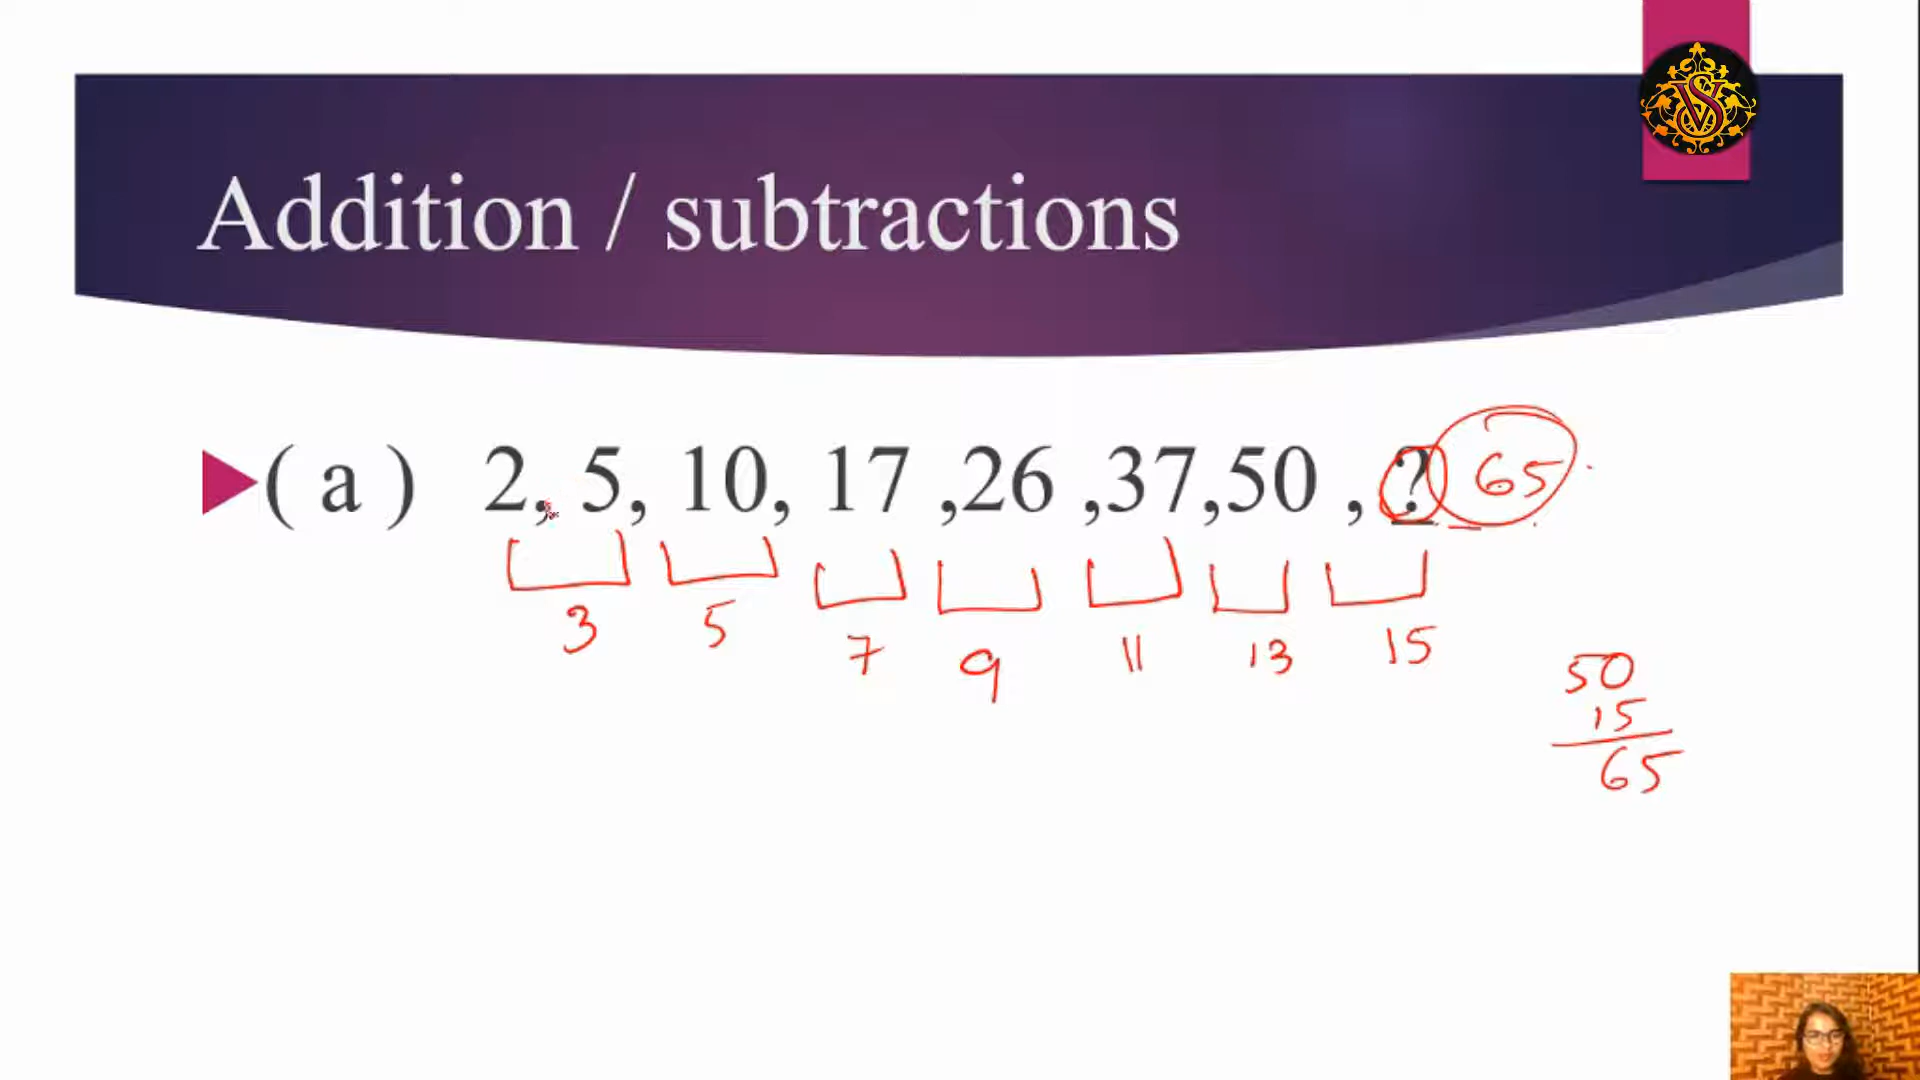 Addition / subtractions
( a ) 2, 5, 10, 17 ,26 ,37,50 , ? 65
3 5 7 9 11 13 15
50
15
65